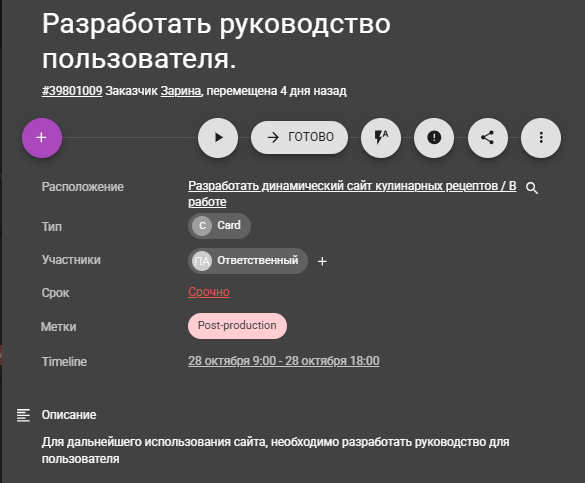 Разработать руководство
пользователя.
#39801009 Заказчик Зарина, перемещена 4 дня назад
ГОТОВО
Расположение Разработать динамический сайт кулинарных рецептов / В
работе
Тип C Card
Участники ПА Ответственный
Срок Срочно
Метки Post-production
Timeline 28 октября 9:00 - 28 октября 18:00
Описание
Для дальнейшего использования сайта, необходимо разработать руководство для
пользователя